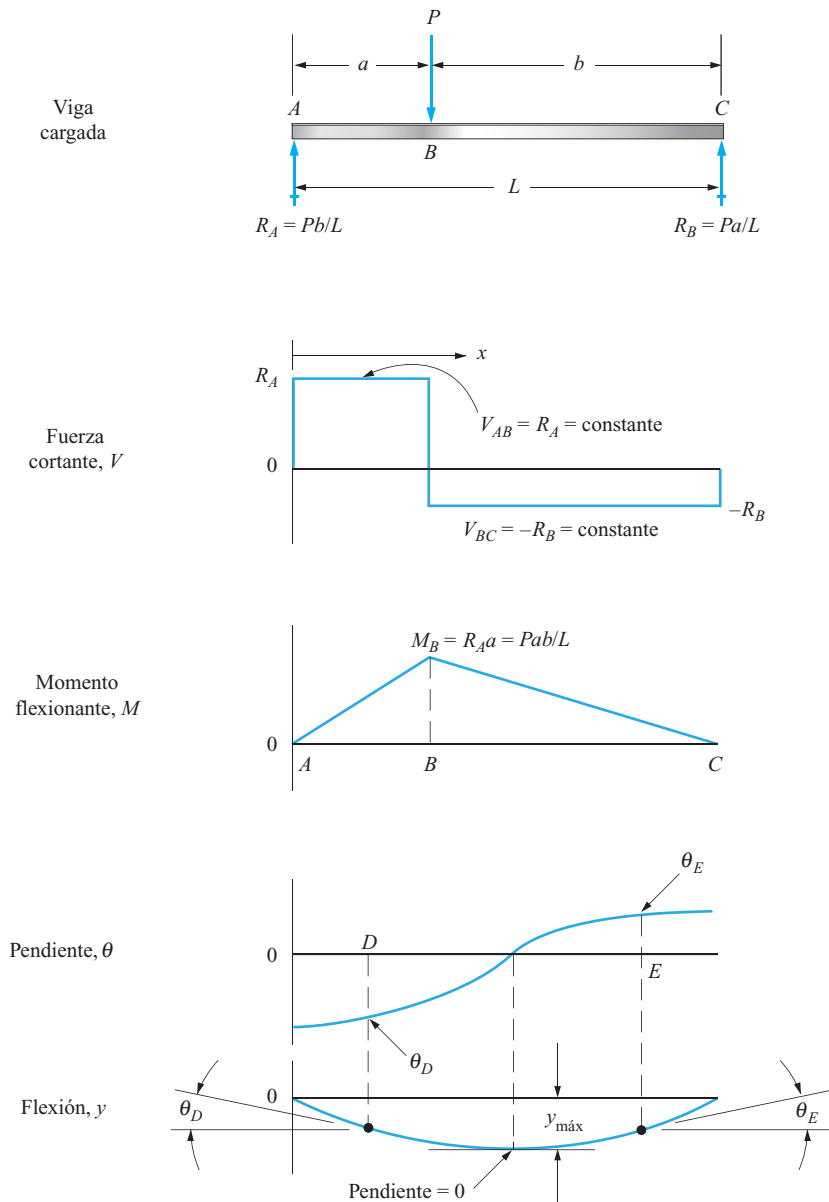 P
a
b
Viga
cargada
A
C
B
L
R_A = Pb/L
R_B = Pa/L
x
R_A
V_AB = R_A = constante
Fuerza
cortante, V
0
–R_B
V_BC = –R_B = constante
M_B = R_A a = Pab/L
Momento
flexionante, M
0
A
B
C
θ_E
Pendiente, θ
0
D
E
θ_D
Flexión, y
0
θ_D
y_máx
θ_E
Pendiente = 0